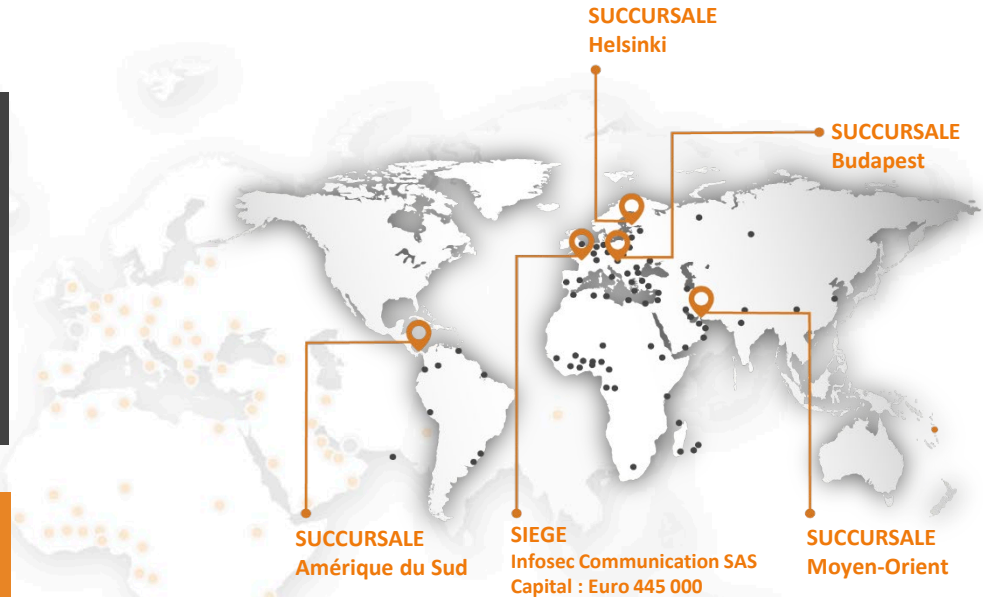 SUCCURSALE
Helsinki
SUCCURSALE
Budapest
SUCCURSALE
Amérique du Sud
SIEGE
Infosec Communication SAS
Capital : Euro 445 000
SUCCURSALE
Moyen-Orient